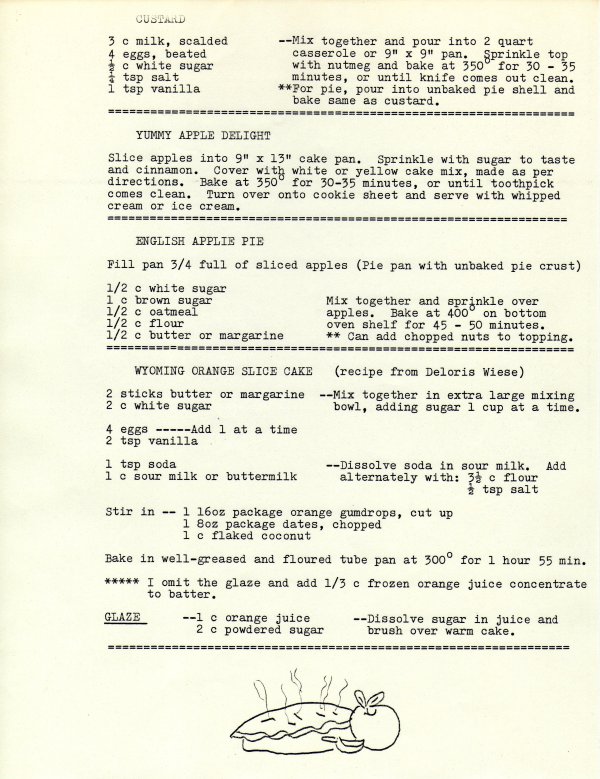 CUSTARD
3 c milk, scalded --Mix together and pour into 2 quart
4 eggs, beated casserole or 9" x 9" pan. Sprinkle top
½ c white sugar with nutmeg and bake at 350° for 30 - 35
¼ tsp salt minutes, or until knife comes out clean.
1 tsp vanilla **For pie, pour into unbaked pie shell and
bake same as custard.
YUMMY APPLE DELIGHT
Slice apples into 9" x 13" cake pan. Sprinkle with sugar to taste
and cinnamon. Cover with white or yellow cake mix, made as per
directions. Bake at 350° for 30-35 minutes, or until toothpick
comes clean. Turn over onto cookie sheet and serve with whipped
cream or ice cream.
ENGLISH APPLIE PIE
Fill pan 3/4 full of sliced apples (Pie pan with unbaked pie crust)
1/2 c white sugar
1 c brown sugar Mix together and sprinkle over
1/2 c oatmeal apples. Bake at 400° on bottom
1/2 c flour oven shelf for 45 - 50 minutes.
1/2 c butter or margarine ** Can add chopped nuts to topping.
WYOMING ORANGE SLICE CAKE (recipe from Deloris Wiese)
2 sticks butter or margarine --Mix together in extra large mixing
2 c white sugar bowl, adding sugar 1 cup at a time.
4 eggs -----Add 1 at a time
2 tsp vanilla
1 tsp soda --Dissolve soda in sour milk. Add
1 c sour milk or buttermilk alternately with: 3½ c flour
½ tsp salt
Stir in -- 1 16oz package orange gumdrops, cut up
1 8oz package dates, chopped
1 c flaked coconut
Bake in well-greased and floured tube pan at 300° for 1 hour 55 min.
***** I omit the glaze and add 1/3 c frozen orange juice concentrate
to batter.
GLAZE --1 c orange juice --Dissolve sugar in juice and
2 c powdered sugar brush over warm cake.